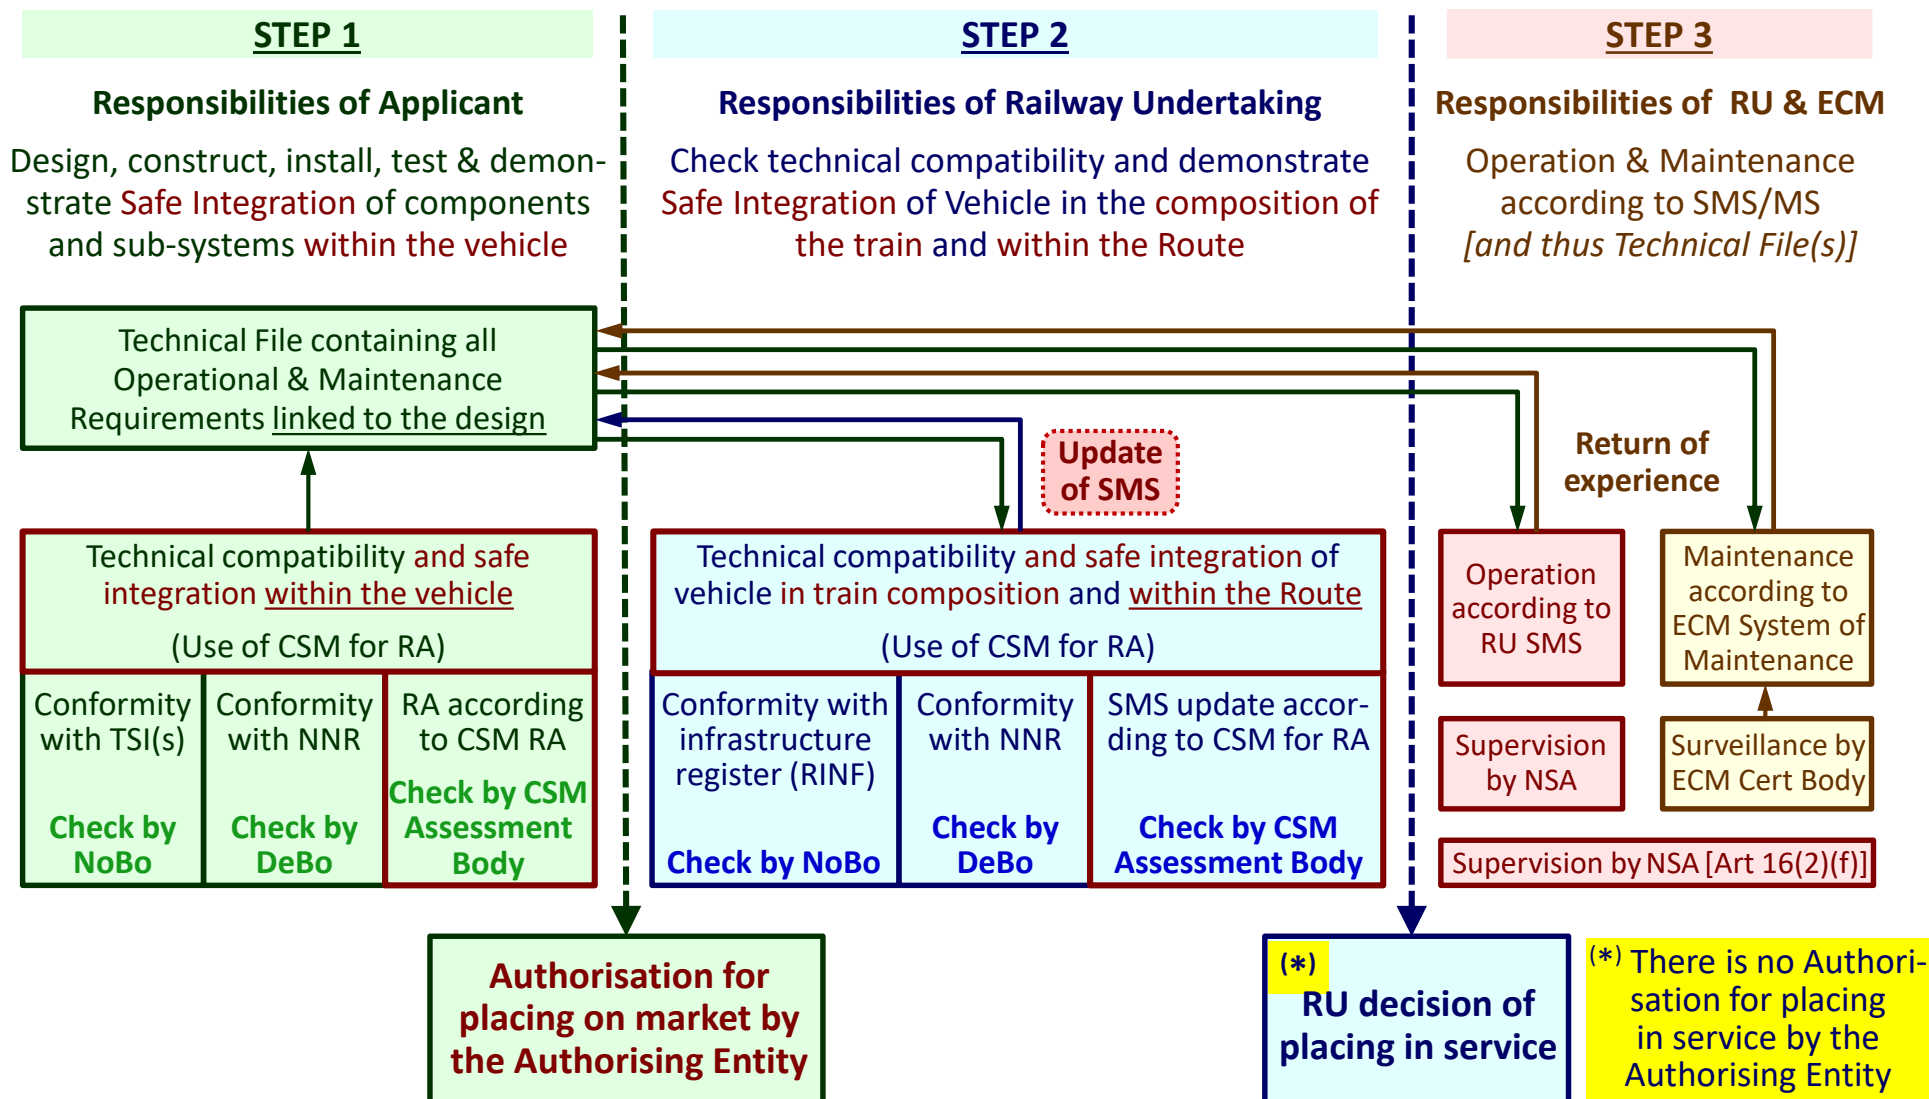 STEP 1
Responsibilities of Applicant
Design, construct, install, test & demon-
strate Safe Integration of components
and sub-systems within the vehicle
STEP 2
Responsibilities of Railway Undertaking
Check technical compatibility and demonstrate
Safe Integration of Vehicle in the composition of
the train and within the Route
STEP 3
Responsibilities of RU & ECM
Operation & Maintenance
according to SMS/MS
[and thus Technical File(s)]
Technical File containing all
Operational & Maintenance
Requirements linked to the design
Update
of SMS
Return of
experience
Technical compatibility and safe
integration within the vehicle
(Use of CSM for RA)
Conformity
with TSI(s)
Check by
NoBo
Conformity
with NNR
Check by
DeBo
RA according
to CSM RA
Check by CSM
Assessment
Body
Technical compatibility and safe integration of
vehicle in train composition and within the Route
(Use of CSM for RA)
Conformity with
infrastructure
register (RINF)
Check by NoBo
Conformity
with NNR
Check by
DeBo
SMS update accor-
ding to CSM for RA
Check by CSM
Assessment Body
Operation
according to
RU SMS
Maintenance
according to
ECM System of
Maintenance
Supervision
by NSA
Surveillance by
ECM Cert Body
Supervision by NSA [Art 16(2)(f)]
Authorisation for
placing on market by
the Authorising Entity
(*)
RU decision of
placing in service
(*) There is no Authori-
sation for placing
in service by the
Authorising Entity